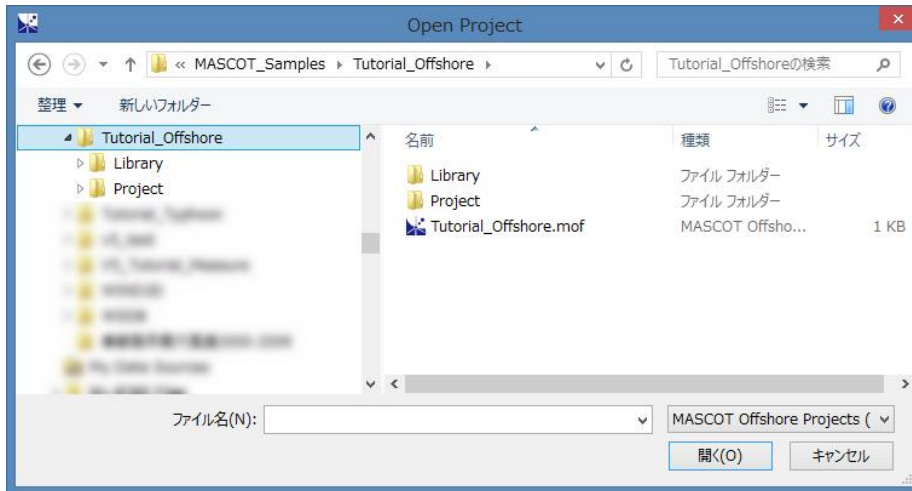 Open Project
« MASCOT_Samples Tutorial_Offshore Tutorial_Offshoreの検索
整理 新しいフォルダー
Tutorial_Offshore
Library
Project
名前 種類 サイズ
Library ファイル フォルダー
Project ファイル フォルダー
Tutorial_Offshore.mof MASCOT Offsho... 1 KB
ファイル名(N): MASCOT Offshore Projects (
開く(O) キャンセル